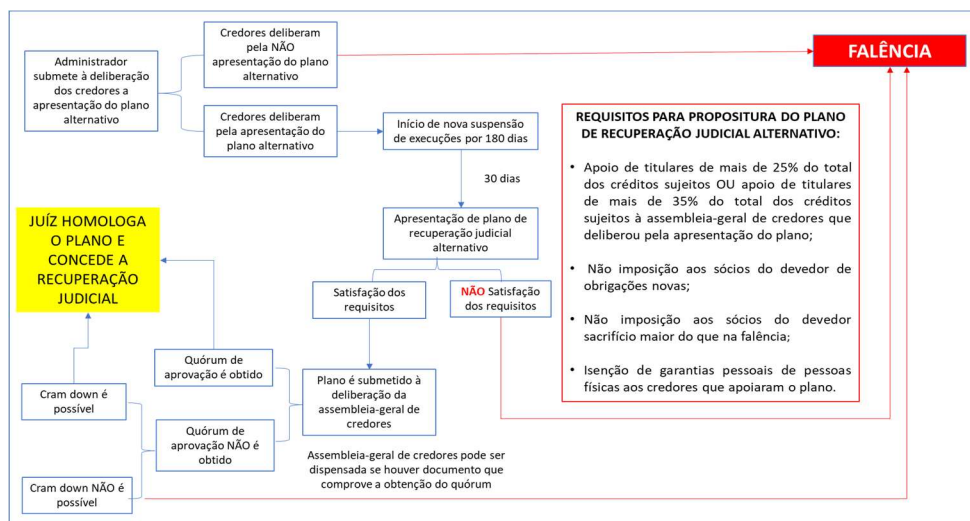 Administrador
submete à deliberação
dos credores a
apresentação do plano
alternativo
Credores deliberam
pela NÃO
apresentação do plano
alternativo
Credores deliberam
pela apresentação do
plano alternativo
Início de nova suspensão
de execuções por 180 dias
30 dias
Apresentação de plano de
recuperação judicial
alternativo
Satisfação dos
requisitos
NÃO Satisfação
dos requisitos
Plano é submetido à
deliberação da
assembleia-geral de
credores
Assembleia-geral de credores pode ser
dispensada se houver documento que
comprove a obtenção do quórum
Quórum de
aprovação é obtido
Quórum de
aprovação NÃO é
obtido
Cram down é
possível
Cram down NÃO é
possível
JUÍZ HOMOLOGA
O PLANO E
CONCEDE A
RECUPERAÇÃO
JUDICIAL
FALÊNCIA
REQUISITOS PARA PROPOSITURA DO PLANO
DE RECUPERAÇÃO JUDICIAL ALTERNATIVO:
• Apoio de titulares de mais de 25% do total
dos créditos sujeitos OU apoio de titulares
de mais de 35% do total dos créditos
sujeitos à assembleia-geral de credores que
deliberou pela apresentação do plano;
• Não imposição aos sócios do devedor de
obrigações novas;
• Não imposição aos sócios do devedor
sacrifício maior do que na falência;
• Isenção de garantias pessoais de pessoas
físicas aos credores que apoiaram o plano.